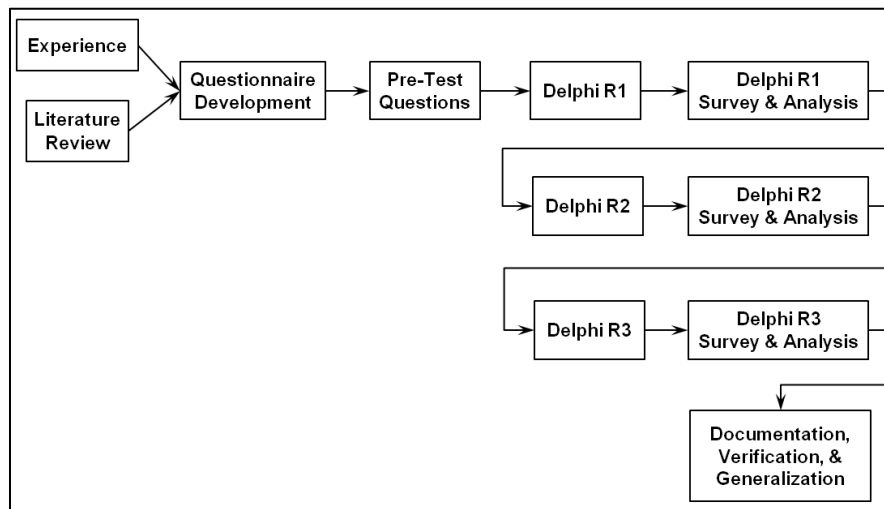 Experience
Literature
Review
Questionnaire
Development
Pre-Test
Questions
Delphi R1
Delphi R1
Survey & Analysis
Delphi R2
Delphi R2
Survey & Analysis
Delphi R3
Delphi R3
Survey & Analysis
Documentation,
Verification, &
Generalization